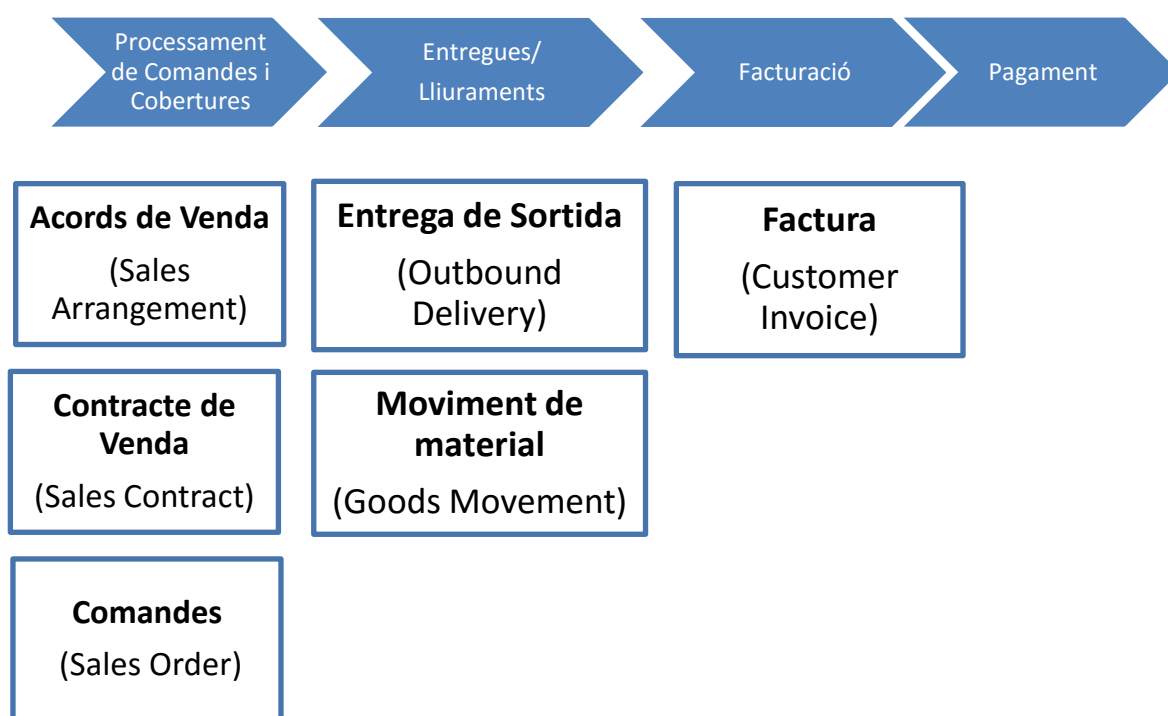 Processament
de Comandes i
Cobertures
Entregues/
Lliuraments
Facturació
Pagament
Acords de Venda
(Sales
Arrangement)
Entrega de Sortida
(Outbound
Delivery)
Factura
(Customer
Invoice)
Contracte de
Venda
(Sales Contract)
Moviment de
material
(Goods Movement)
Comandes
(Sales Order)